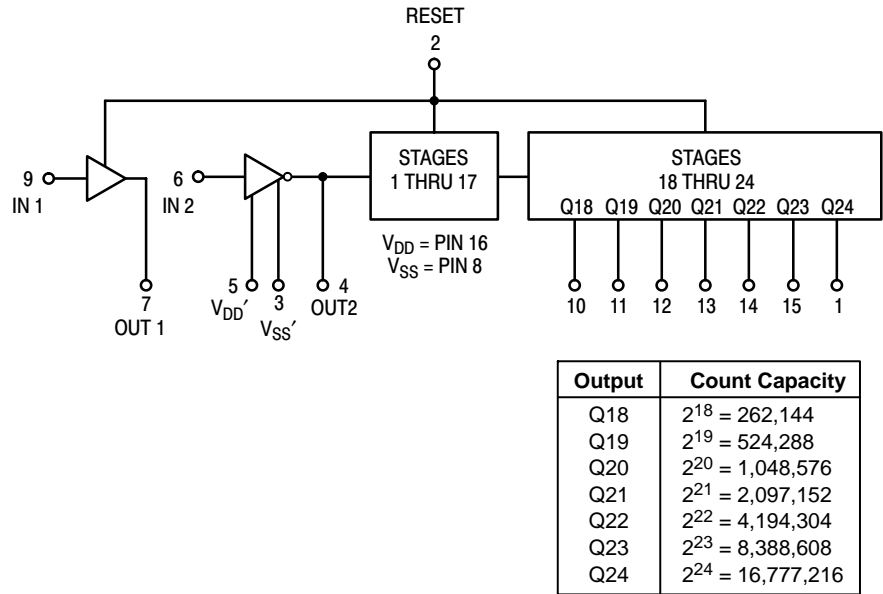 RESET
2
9
IN 1
6
IN 2
STAGES
1 THRU 17
STAGES
18 THRU 24
Q18 Q19 Q20 Q21 Q22 Q23 Q24
V_DD = PIN 16
V_SS = PIN 8
7
OUT 1
5
V_DD′
3
V_SS′
4
OUT2
10 11 12 13 14 15 1
Output Count Capacity
Q18 2^18 = 262,144
Q19 2^19 = 524,288
Q20 2^20 = 1,048,576
Q21 2^21 = 2,097,152
Q22 2^22 = 4,194,304
Q23 2^23 = 8,388,608
Q24 2^24 = 16,777,216